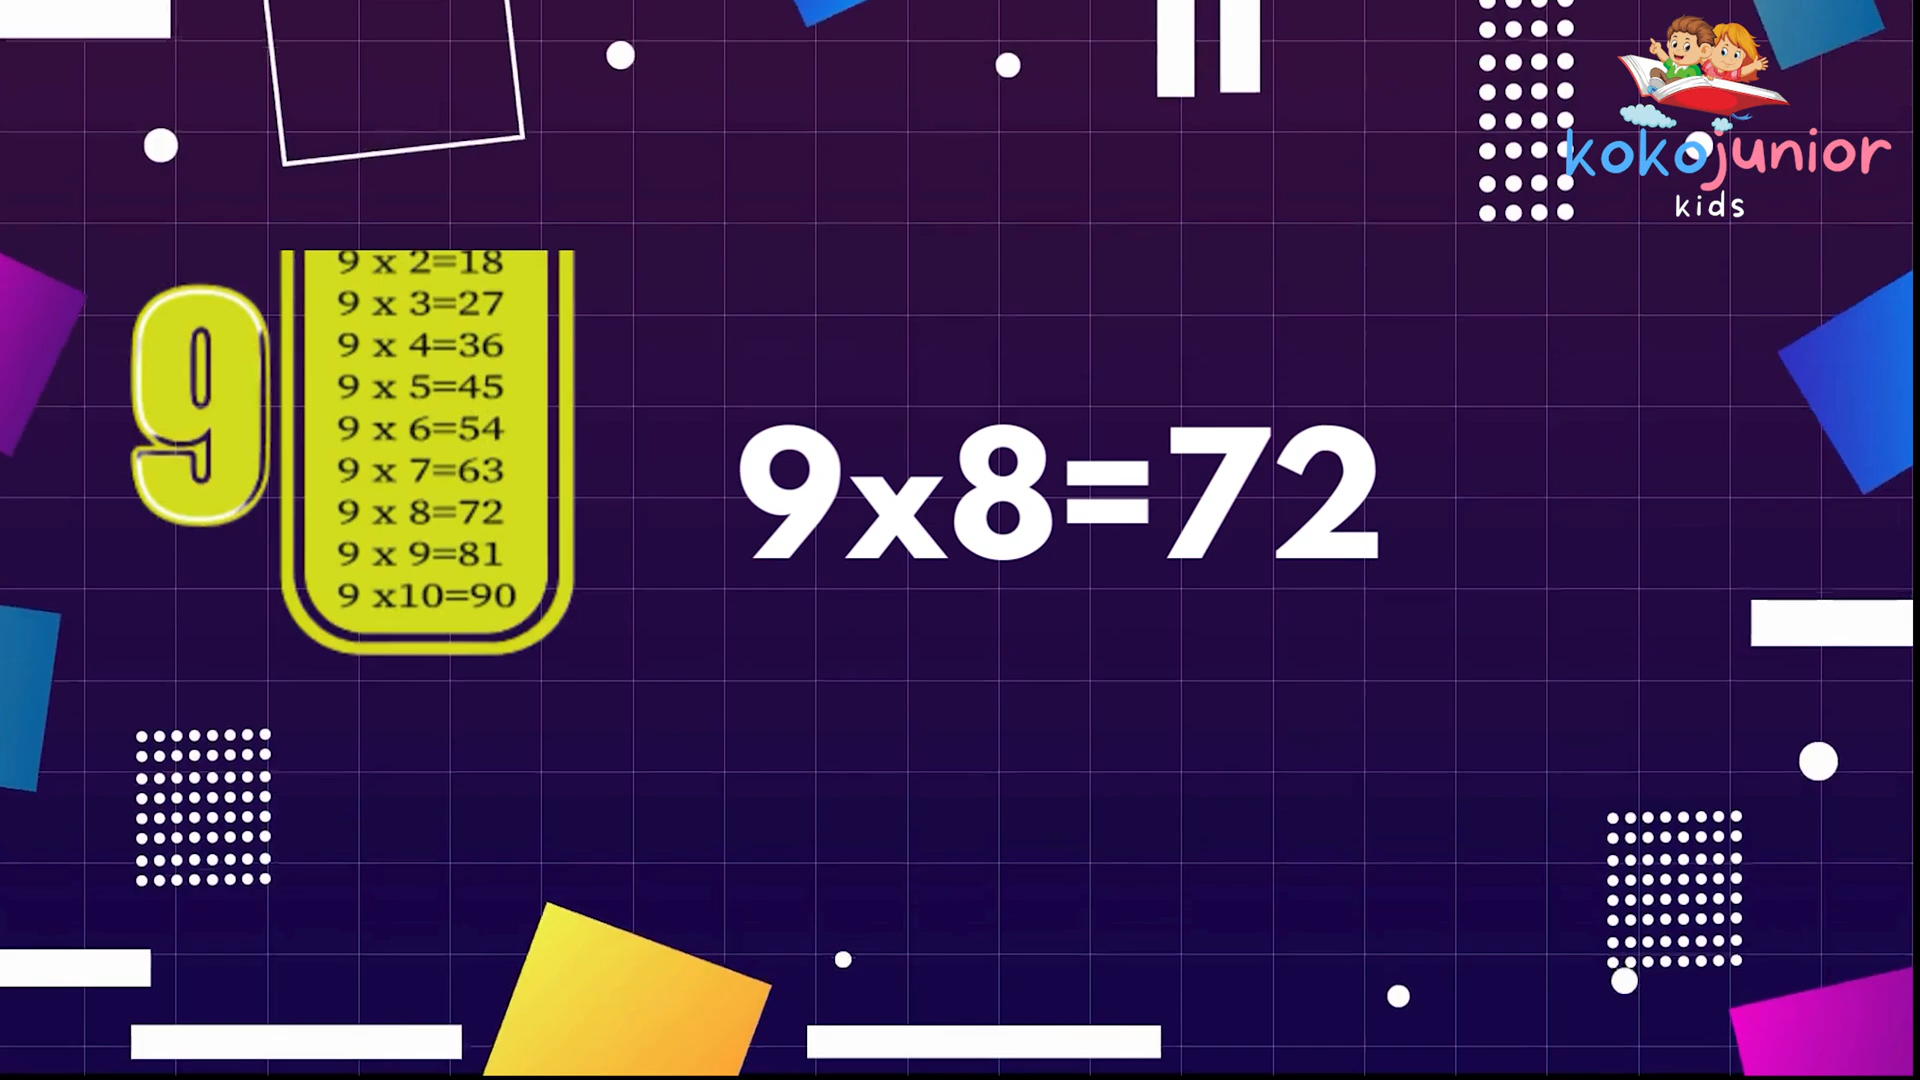 kokojunior
kids
9
9 x 2=18
9 x 3=27
9 x 4=36
9 x 5=45
9 x 6=54
9 x 7=63
9 x 8=72
9 x 9=81
9 x10=90
9x8=72